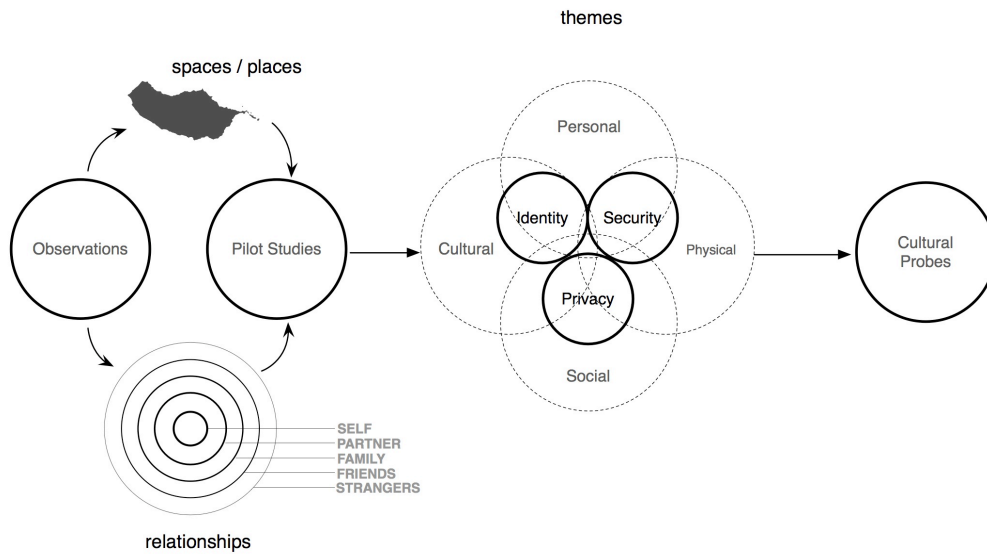 themes
spaces / places
Personal
Identity
Security
Observations
Pilot Studies
Cultural
Physical
Cultural
Probes
Privacy
Social
SELF
PARTNER
FAMILY
FRIENDS
STRANGERS
relationships